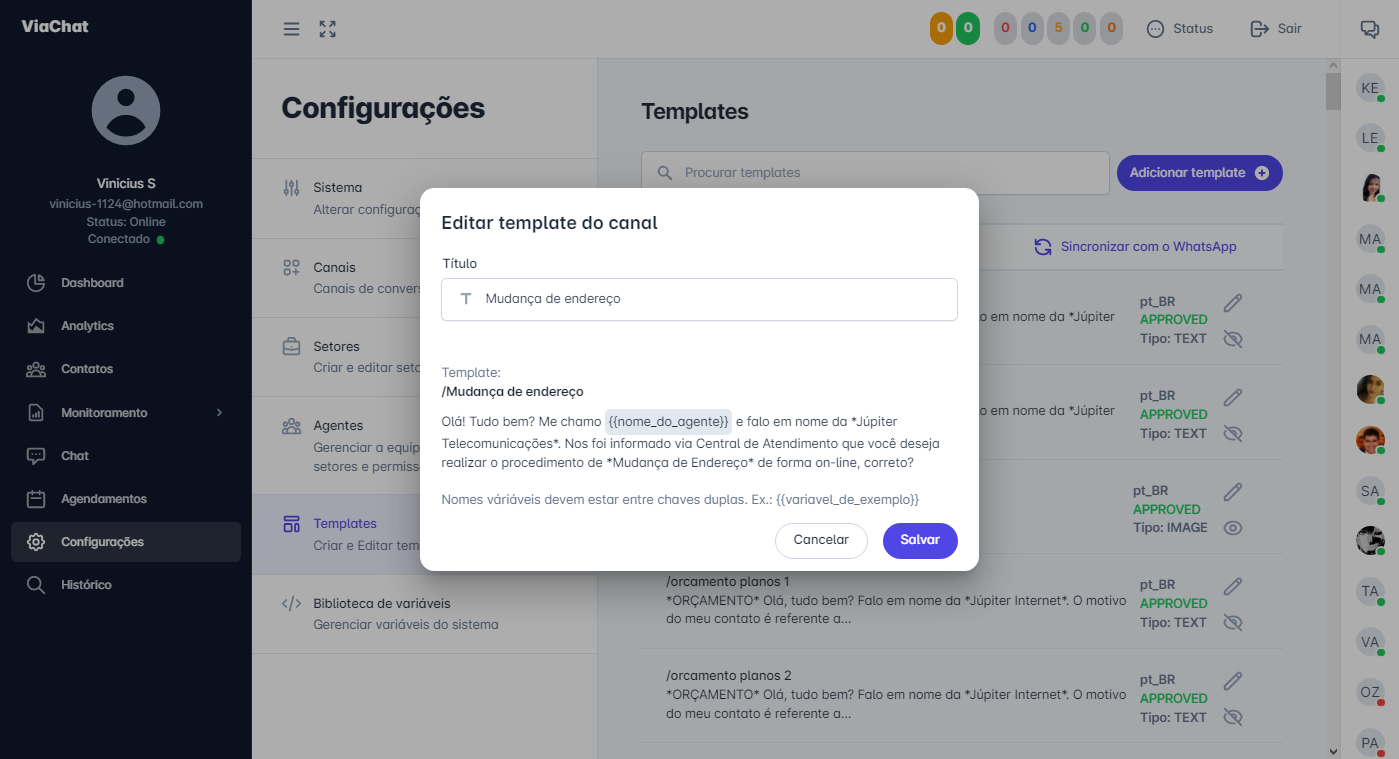 ViaChat
Vinicius S
vinicius-1124@hotmail.com
Status: Online
Conectado
Dashboard
Analytics
Contatos
Monitoramento
Chat
Agendamentos
Configurações
Histórico
0 0 0 0 5 0 0
Status
Sair
Configurações
Sistema
Alterar configuraç
Canais
Canais de convers
Setores
Criar e editar seto
Agentes
Gerenciar a equip
setores e permiss
Templates
Criar e Editar tem
Biblioteca de variáveis
Gerenciar variáveis do sistema
Templates
Procurar templates
Adicionar template
Sincronizar com o WhatsApp
lo em nome da *Júpiter
pt_BR
APPROVED
Tipo: TEXT
lo em nome da *Júpiter
pt_BR
APPROVED
Tipo: TEXT
pt_BR
APPROVED
Tipo: IMAGE
/orcamento planos 1
*ORÇAMENTO* Olá, tudo bem? Falo em nome da *Júpiter Internet*. O motivo
do meu contato é referente a...
pt_BR
APPROVED
Tipo: TEXT
/orcamento planos 2
*ORÇAMENTO* Olá, tudo bem? Falo em nome da *Júpiter Internet*. O motivo
do meu contato é referente a...
pt_BR
APPROVED
Tipo: TEXT
Editar template do canal
Título
T Mudança de endereço
Template:
/Mudança de endereço
Olá! Tudo bem? Me chamo {{nome_do_agente}} e falo em nome da *Júpiter
Telecomunicações*. Nos foi informado via Central de Atendimento que você deseja
realizar o procedimento de *Mudança de Endereço* de forma on-line, correto?
Nomes váriáveis devem estar entre chaves duplas. Ex.: {{variavel_de_exemplo}}
Cancelar
Salvar
KE
LE
MA
MA
MA
SA
TA
VA
OZ
PA